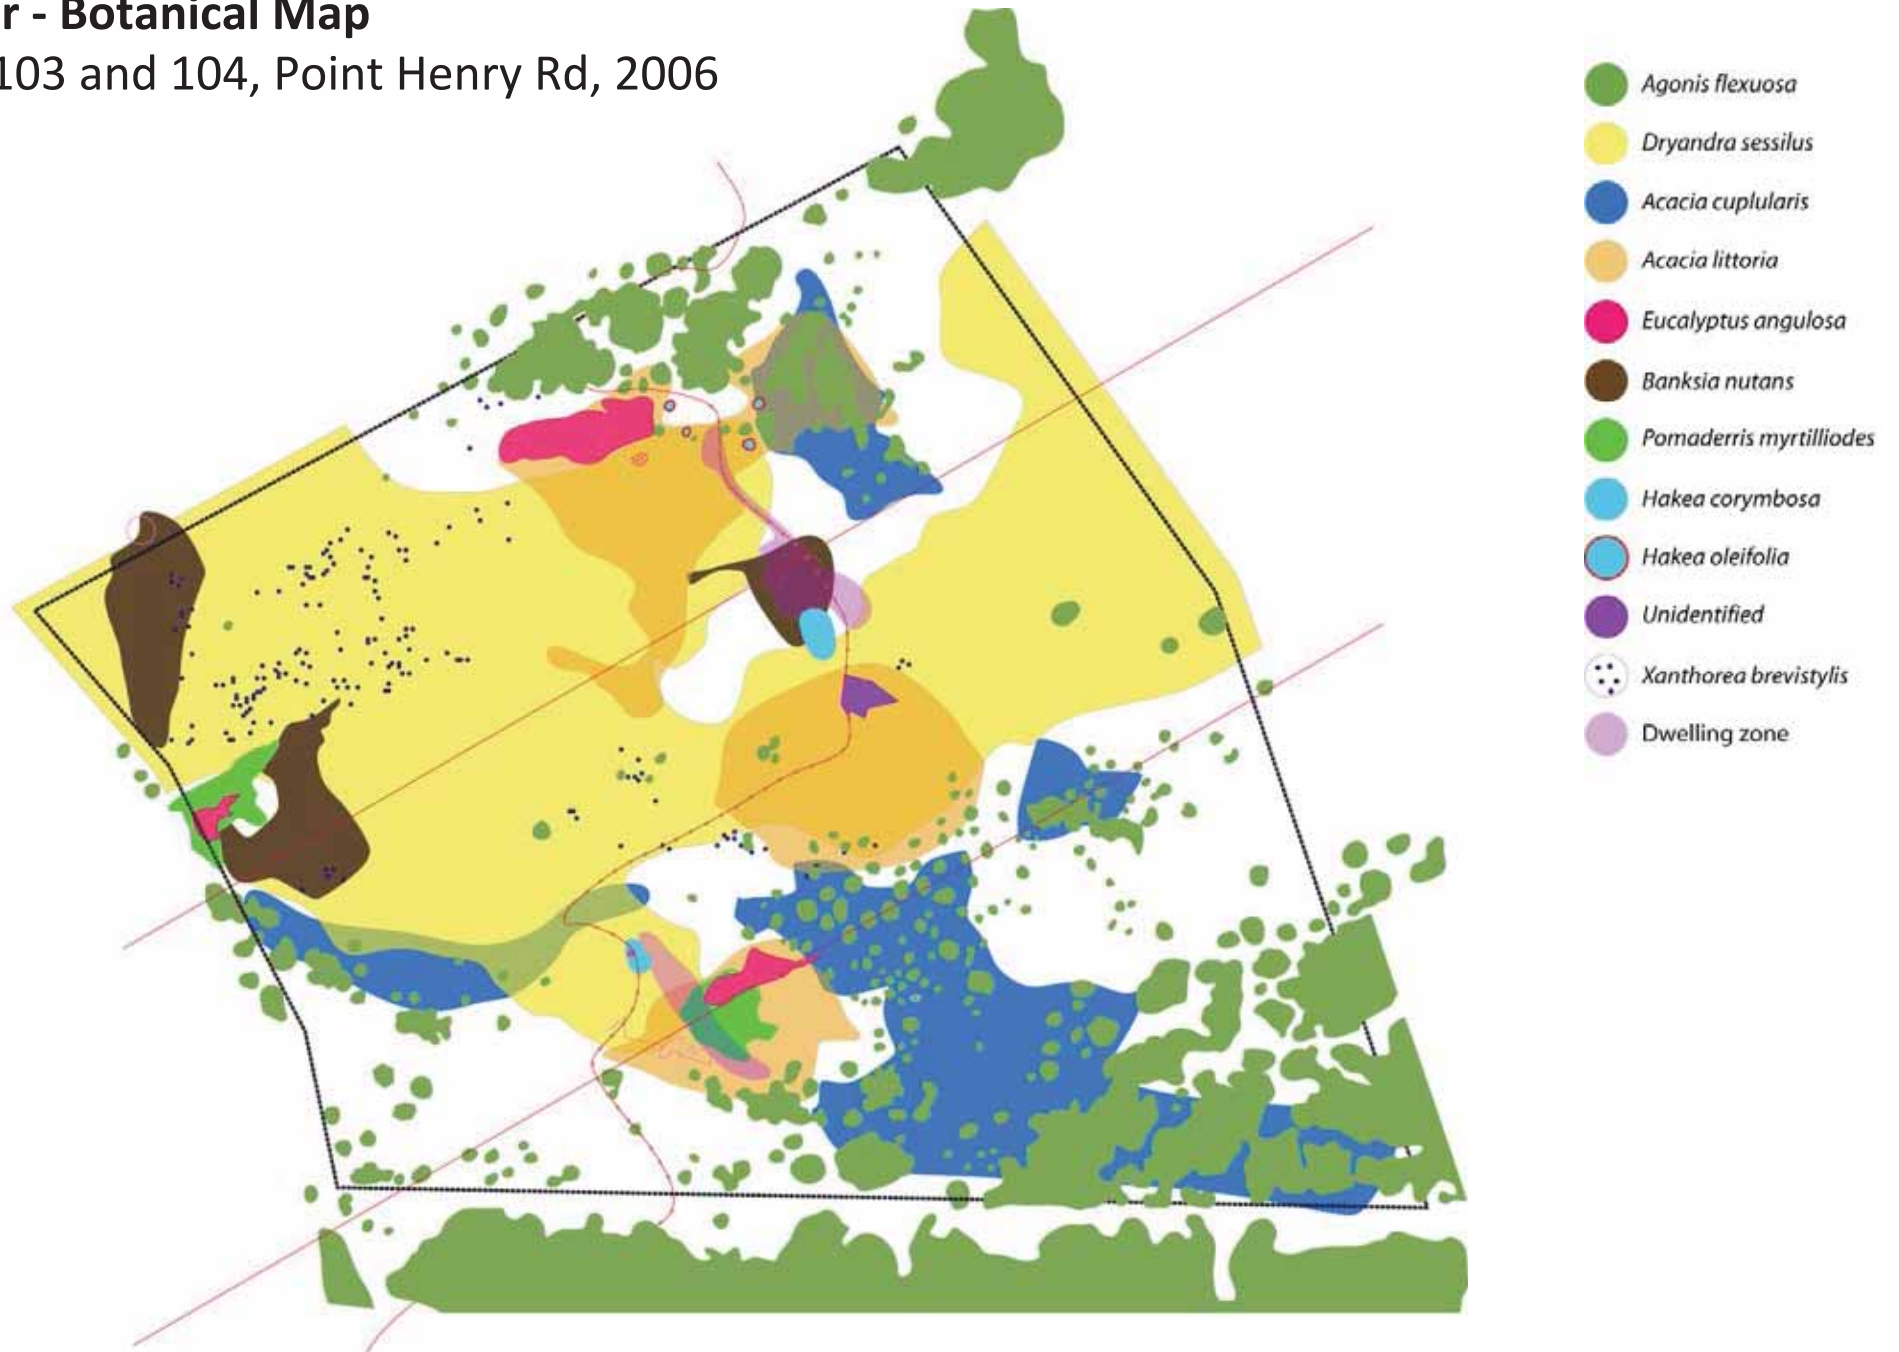 r - Botanical Map
103 and 104, Point Henry Rd, 2006
Agonis flexuosa
Dryandra sessilus
Acacia cuplularis
Acacia littoria
Eucalyptus angulosa
Banksia nutans
Pomaderris myrtilliodes
Hakea corymbosa
Hakea oleifolia
Unidentified
Xanthorea brevistylis
Dwelling zone